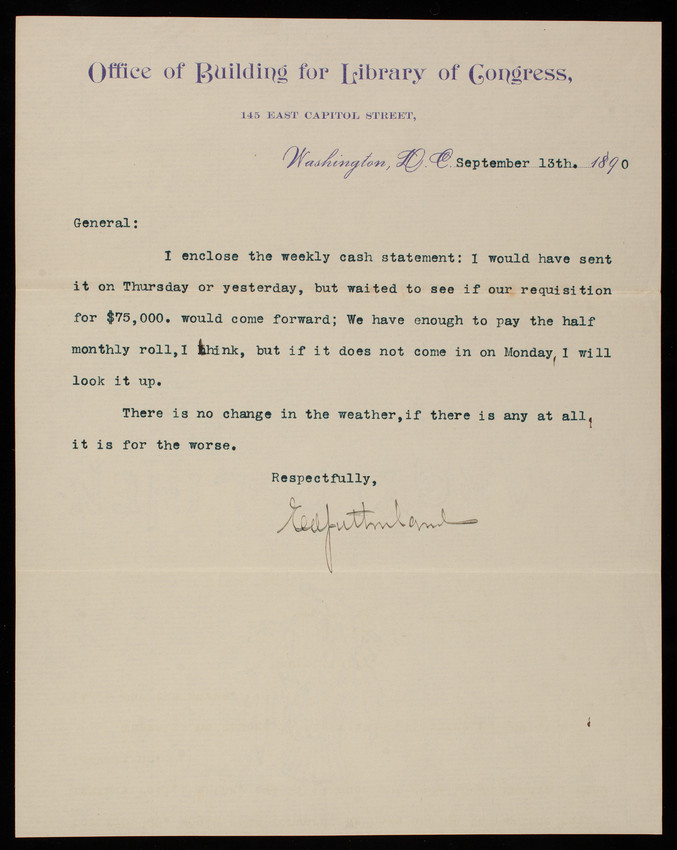 Office of Building for Library of Congress,
145 EAST CAPITOL STREET,
Washington, D. C. September 13th. 1890
General:
I enclose the weekly cash statement: I would have sent
it on Thursday or yesterday, but waited to see if our requisition
for $75,000. would come forward; We have enough to pay the half
monthly roll,I think, but if it does not come in on Monday, I will
look it up.
There is no change in the weather,if there is any at all,
it is for the worse.
Respectfully,